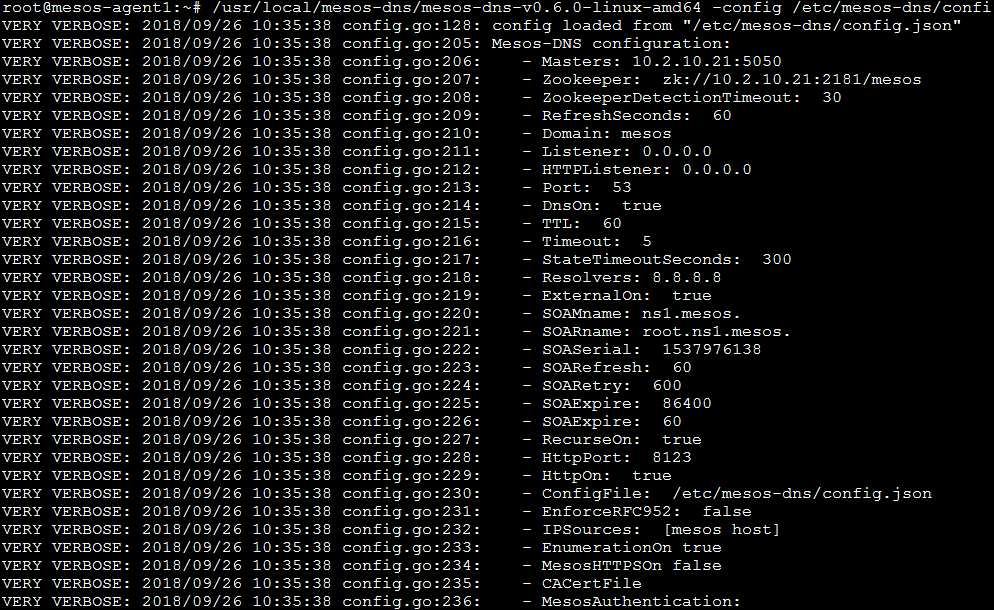 root@mesos-agent1:~# /usr/local/mesos-dns/mesos-dns-v0.6.0-linux-amd64 -config /etc/mesos-dns/confi
VERY VERBOSE: 2018/09/26 10:35:38 config.go:128: config loaded from "/etc/mesos-dns/config.json"
VERY VERBOSE: 2018/09/26 10:35:38 config.go:205: Mesos-DNS configuration:
VERY VERBOSE: 2018/09/26 10:35:38 config.go:206:    - Masters: 10.2.10.21:5050
VERY VERBOSE: 2018/09/26 10:35:38 config.go:207:    - Zookeeper:  zk://10.2.10.21:2181/mesos
VERY VERBOSE: 2018/09/26 10:35:38 config.go:208:    - ZookeeperDetectionTimeout:  30
VERY VERBOSE: 2018/09/26 10:35:38 config.go:209:    - RefreshSeconds:  60
VERY VERBOSE: 2018/09/26 10:35:38 config.go:210:    - Domain: mesos
VERY VERBOSE: 2018/09/26 10:35:38 config.go:211:    - Listener: 0.0.0.0
VERY VERBOSE: 2018/09/26 10:35:38 config.go:212:    - HTTPListener: 0.0.0.0
VERY VERBOSE: 2018/09/26 10:35:38 config.go:213:    - Port:  53
VERY VERBOSE: 2018/09/26 10:35:38 config.go:214:    - DnsOn:  true
VERY VERBOSE: 2018/09/26 10:35:38 config.go:215:    - TTL:  60
VERY VERBOSE: 2018/09/26 10:35:38 config.go:216:    - Timeout:  5
VERY VERBOSE: 2018/09/26 10:35:38 config.go:217:    - StateTimeoutSeconds:  300
VERY VERBOSE: 2018/09/26 10:35:38 config.go:218:    - Resolvers: 8.8.8.8
VERY VERBOSE: 2018/09/26 10:35:38 config.go:219:    - ExternalOn:  true
VERY VERBOSE: 2018/09/26 10:35:38 config.go:220:    - SOAMname: ns1.mesos.
VERY VERBOSE: 2018/09/26 10:35:38 config.go:221:    - SOARname: root.ns1.mesos.
VERY VERBOSE: 2018/09/26 10:35:38 config.go:222:    - SOASerial:  1537976138
VERY VERBOSE: 2018/09/26 10:35:38 config.go:223:    - SOARefresh:  60
VERY VERBOSE: 2018/09/26 10:35:38 config.go:224:    - SOARetry:  600
VERY VERBOSE: 2018/09/26 10:35:38 config.go:225:    - SOAExpire:  86400
VERY VERBOSE: 2018/09/26 10:35:38 config.go:226:    - SOAExpire:  60
VERY VERBOSE: 2018/09/26 10:35:38 config.go:227:    - RecurseOn:  true
VERY VERBOSE: 2018/09/26 10:35:38 config.go:228:    - HttpPort:  8123
VERY VERBOSE: 2018/09/26 10:35:38 config.go:229:    - HttpOn:  true
VERY VERBOSE: 2018/09/26 10:35:38 config.go:230:    - ConfigFile:  /etc/mesos-dns/config.json
VERY VERBOSE: 2018/09/26 10:35:38 config.go:231:    - EnforceRFC952:  false
VERY VERBOSE: 2018/09/26 10:35:38 config.go:232:    - IPSources:  [mesos host]
VERY VERBOSE: 2018/09/26 10:35:38 config.go:233:    - EnumerationOn true
VERY VERBOSE: 2018/09/26 10:35:38 config.go:234:    - MesosHTTPSOn false
VERY VERBOSE: 2018/09/26 10:35:38 config.go:235:    - CACertFile
VERY VERBOSE: 2018/09/26 10:35:38 config.go:236:    - MesosAuthentication: